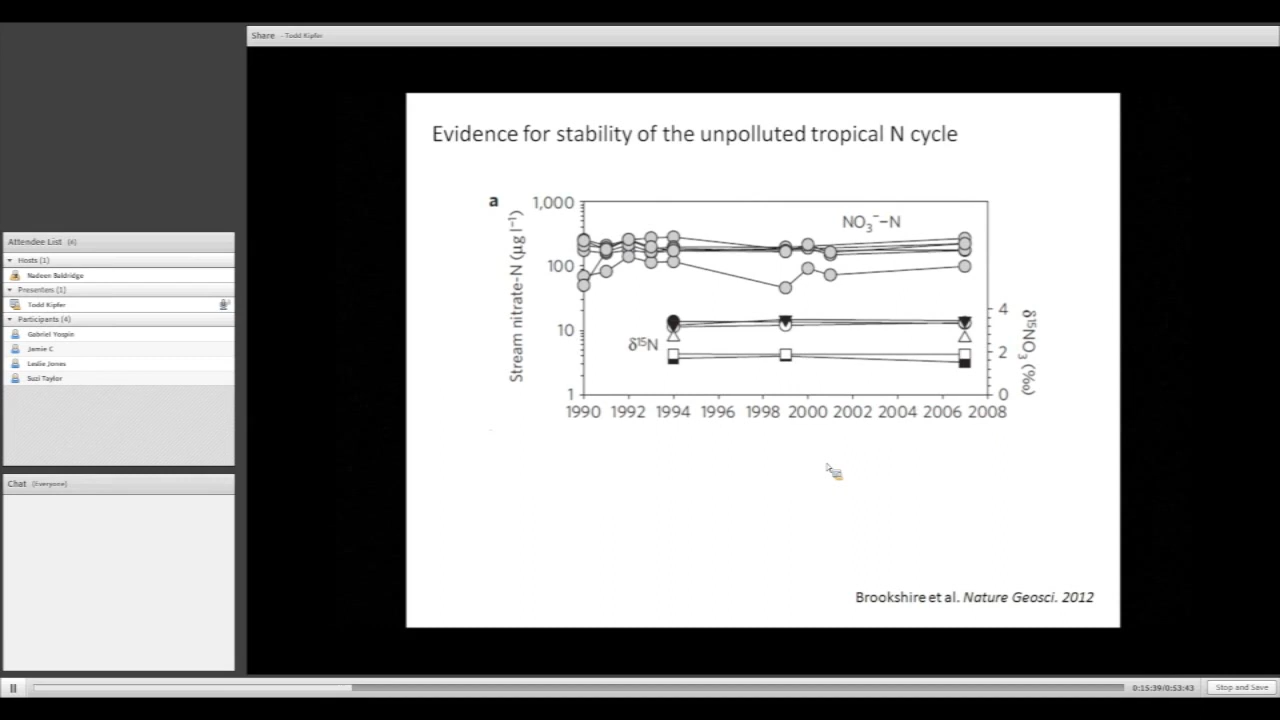 Share - Todd Kipfer
Attendee List (6)
Hosts (1)
Nadeen Baldridge
Presenters (1)
Todd Kipfer
Participants (4)
Gabriel Yospin
Jamie C
Leslie Jones
Suzi Taylor
Chat (Everyone)
Evidence for stability of the unpolluted tropical N cycle
a
Stream nitrate-N (µg l⁻¹)
1,000
100
10
1
NO₃⁻–N
δ¹⁵N
4
2
0
δ¹⁵NO₃ (‰)
1990 1992 1994 1996 1998 2000 2002 2004 2006 2008
Brookshire et al. Nature Geosci. 2012
0:15:39/0:53:43
Stop and Save